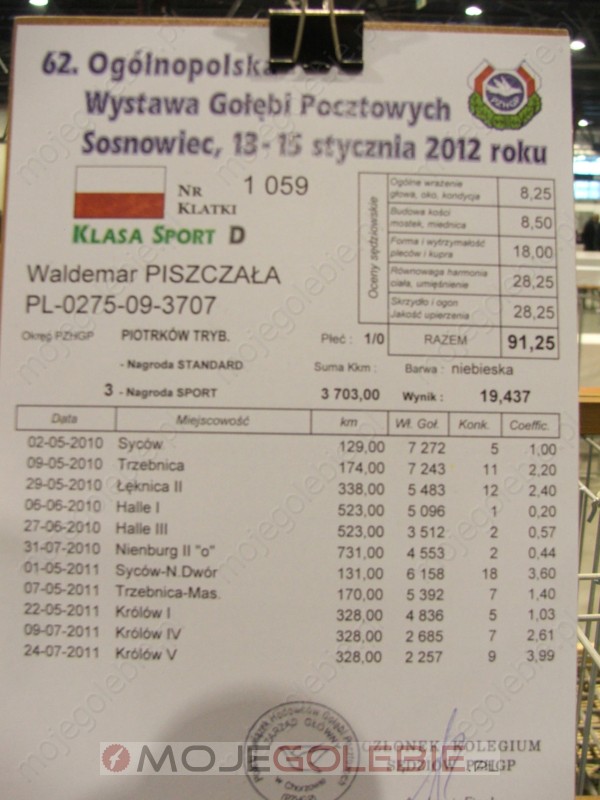 62. Ogólnopolska
Wystawa Gołębi Pocztowych
Sosnowiec, 13-15 stycznia 2012 roku
PZHGP
NR KLATKI 1 059
KLASA SPORT D
Waldemar PISZCZAŁA
PL-0275-09-3707
Oceny sędziowskie
Ogólne wrażenie głowa, oko, kondycja 8,25
Budowa kości mostek, miednica 8,50
Forma i wytrzymałość pleców i kupra 18,00
Równowaga harmonia ciała, umięśnienie 28,25
Skrzydło i ogon Jakość upierzenia 28,25
RAZEM 91,25
Okręg PZHGP PIOTRKÓW TRYB. Płeć : 1/0
- Nagroda STANDARD Suma Kkm : Barwa : niebieska
3 - Nagroda SPORT 3 703,00 Wynik : 19,437
Data Miejscowość km Wł. Goł. Konk. Coeffic.
02-05-2010 Syców 129,00 7 272 5 1,00
09-05-2010 Trzebnica 174,00 7 243 11 2,20
29-05-2010 Łęknica II 338,00 5 483 12 2,40
06-06-2010 Halle I 523,00 5 096 1 0,20
27-06-2010 Halle III 523,00 3 512 2 0,57
31-07-2010 Nienburg II "o" 731,00 4 553 2 0,44
01-05-2011 Syców-N.Dwór 131,00 6 158 18 3,60
07-05-2011 Trzebnica-Mas. 170,00 5 392 7 1,40
22-05-2011 Królów I 328,00 4 836 5 1,03
09-07-2011 Królów IV 328,00 2 685 7 2,61
24-07-2011 Królów V 328,00 2 257 9 3,99
CZŁONEK KOLEGIUM
SĘDZIÓW PZHGP
MOJEGOLEBIE